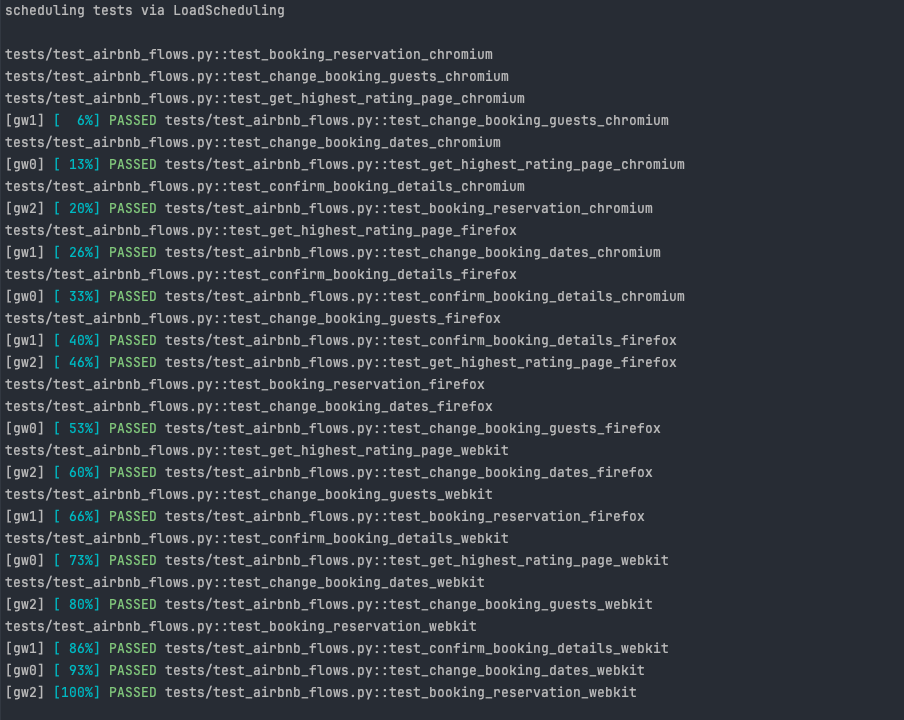 scheduling tests via LoadScheduling
tests/test_airbnb_flows.py::test_booking_reservation_chromium
tests/test_airbnb_flows.py::test_change_booking_guests_chromium
tests/test_airbnb_flows.py::test_get_highest_rating_page_chromium
[gw1] [  6%] PASSED tests/test_airbnb_flows.py::test_change_booking_guests_chromium
tests/test_airbnb_flows.py::test_change_booking_dates_chromium
[gw0] [ 13%] PASSED tests/test_airbnb_flows.py::test_get_highest_rating_page_chromium
tests/test_airbnb_flows.py::test_confirm_booking_details_chromium
[gw2] [ 20%] PASSED tests/test_airbnb_flows.py::test_booking_reservation_chromium
tests/test_airbnb_flows.py::test_get_highest_rating_page_firefox
[gw1] [ 26%] PASSED tests/test_airbnb_flows.py::test_change_booking_dates_chromium
tests/test_airbnb_flows.py::test_confirm_booking_details_firefox
[gw0] [ 33%] PASSED tests/test_airbnb_flows.py::test_confirm_booking_details_chromium
tests/test_airbnb_flows.py::test_change_booking_guests_firefox
[gw1] [ 40%] PASSED tests/test_airbnb_flows.py::test_confirm_booking_details_firefox
[gw2] [ 46%] PASSED tests/test_airbnb_flows.py::test_get_highest_rating_page_firefox
tests/test_airbnb_flows.py::test_booking_reservation_firefox
tests/test_airbnb_flows.py::test_change_booking_dates_firefox
[gw0] [ 53%] PASSED tests/test_airbnb_flows.py::test_change_booking_guests_firefox
tests/test_airbnb_flows.py::test_get_highest_rating_page_webkit
[gw2] [ 60%] PASSED tests/test_airbnb_flows.py::test_change_booking_dates_firefox
tests/test_airbnb_flows.py::test_change_booking_guests_webkit
[gw1] [ 66%] PASSED tests/test_airbnb_flows.py::test_booking_reservation_firefox
tests/test_airbnb_flows.py::test_confirm_booking_details_webkit
[gw0] [ 73%] PASSED tests/test_airbnb_flows.py::test_get_highest_rating_page_webkit
tests/test_airbnb_flows.py::test_change_booking_dates_webkit
[gw2] [ 80%] PASSED tests/test_airbnb_flows.py::test_change_booking_guests_webkit
tests/test_airbnb_flows.py::test_booking_reservation_webkit
[gw1] [ 86%] PASSED tests/test_airbnb_flows.py::test_confirm_booking_details_webkit
[gw0] [ 93%] PASSED tests/test_airbnb_flows.py::test_change_booking_dates_webkit
[gw2] [100%] PASSED tests/test_airbnb_flows.py::test_booking_reservation_webkit